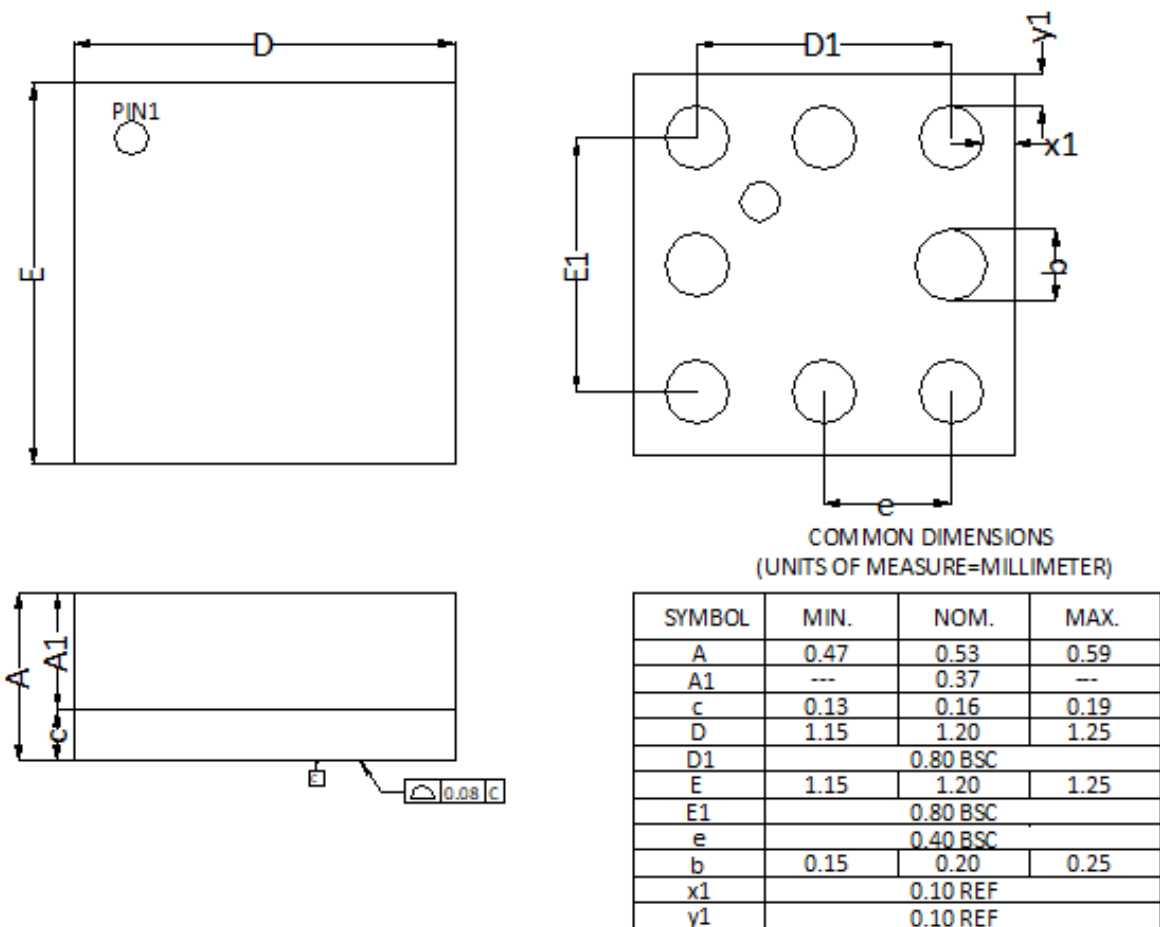 D
PIN1
E
D1
y1
x1
E1
b
e
A
A1
c
0.08 C
COMMON DIMENSIONS
(UNITS OF MEASURE=MILLIMETER)
SYMBOL MIN. NOM. MAX.
A 0.47 0.53 0.59
A1 --- 0.37 ---
c 0.13 0.16 0.19
D 1.15 1.20 1.25
D1 0.80 BSC
E 1.15 1.20 1.25
E1 0.80 BSC
e 0.40 BSC
b 0.15 0.20 0.25
x1 0.10 REF
y1 0.10 REF